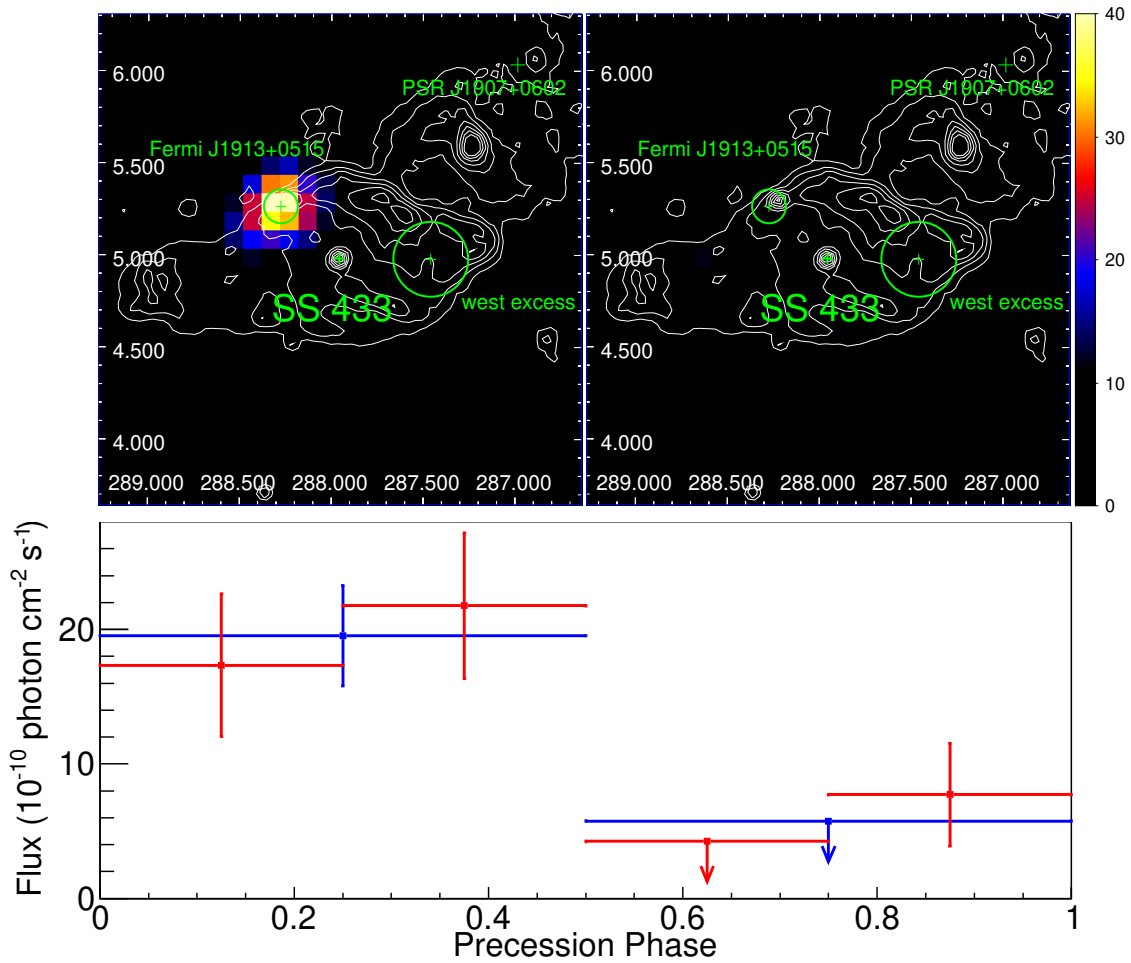 6.000
PSR J1907+0602
Fermi J1913+0515
5.500
5.000
SS 433
west excess
4.500
4.000
289.000 288.500 288.000 287.500 287.000
PSR J1907+0602
6.000
Fermi J1913+0515
5.500
5.000
SS 433
west excess
4.500
4.000
289.000 288.500 288.000 287.500 287.000
40
30
20
10
0
Flux (10⁻¹⁰ photon cm⁻² s⁻¹)
20
10
0
0 0.2 0.4 0.6 0.8 1
Precession Phase